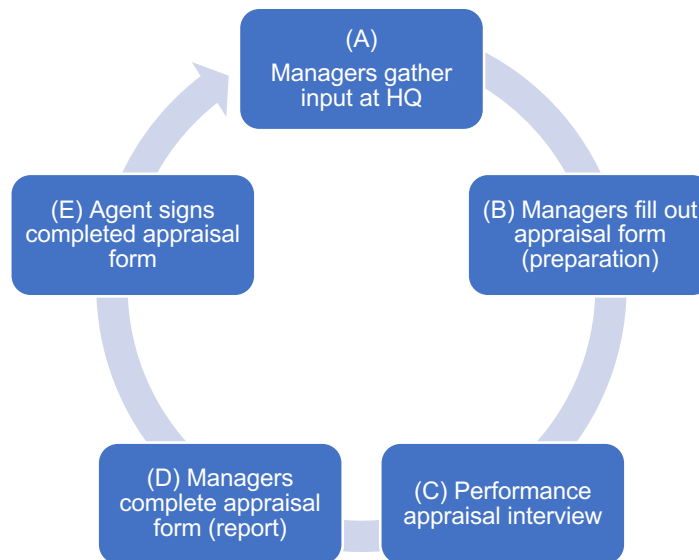 (A)
Managers gather
input at HQ
(B) Managers fill out
appraisal form
(preparation)
(C) Performance
appraisal interview
(D) Managers
complete appraisal
form (report)
(E) Agent signs
completed appraisal
form